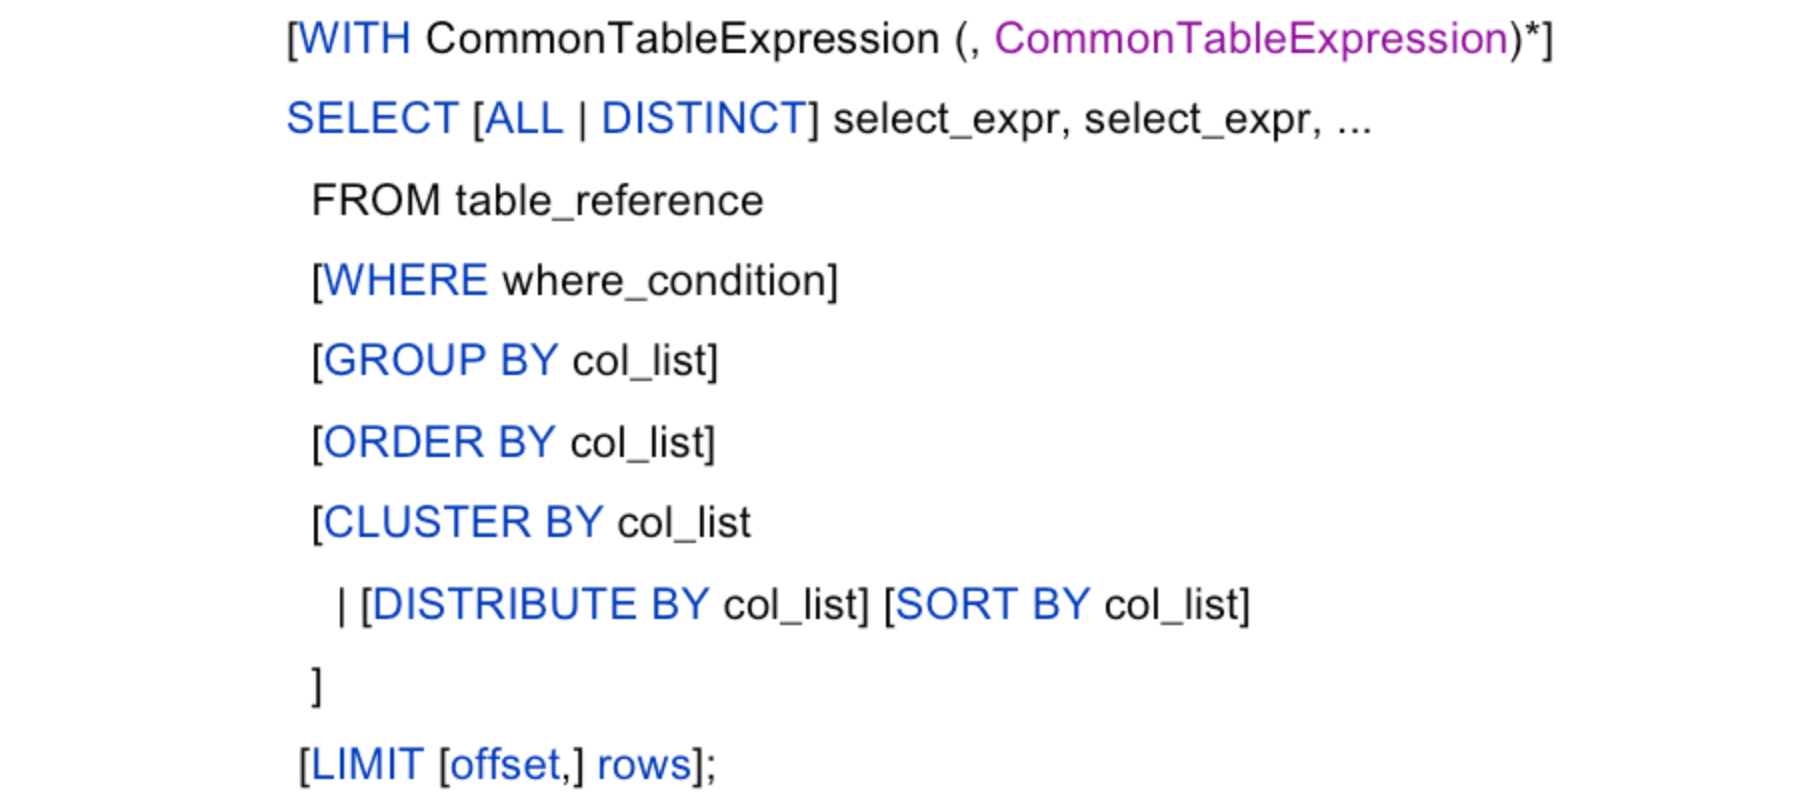 [WITH CommonTableExpression (, CommonTableExpression)*]
SELECT [ALL | DISTINCT] select_expr, select_expr, ...
FROM table_reference
[WHERE where_condition]
[GROUP BY col_list]
[ORDER BY col_list]
[CLUSTER BY col_list
| [DISTRIBUTE BY col_list] [SORT BY col_list]
]
[LIMIT [offset,] rows];